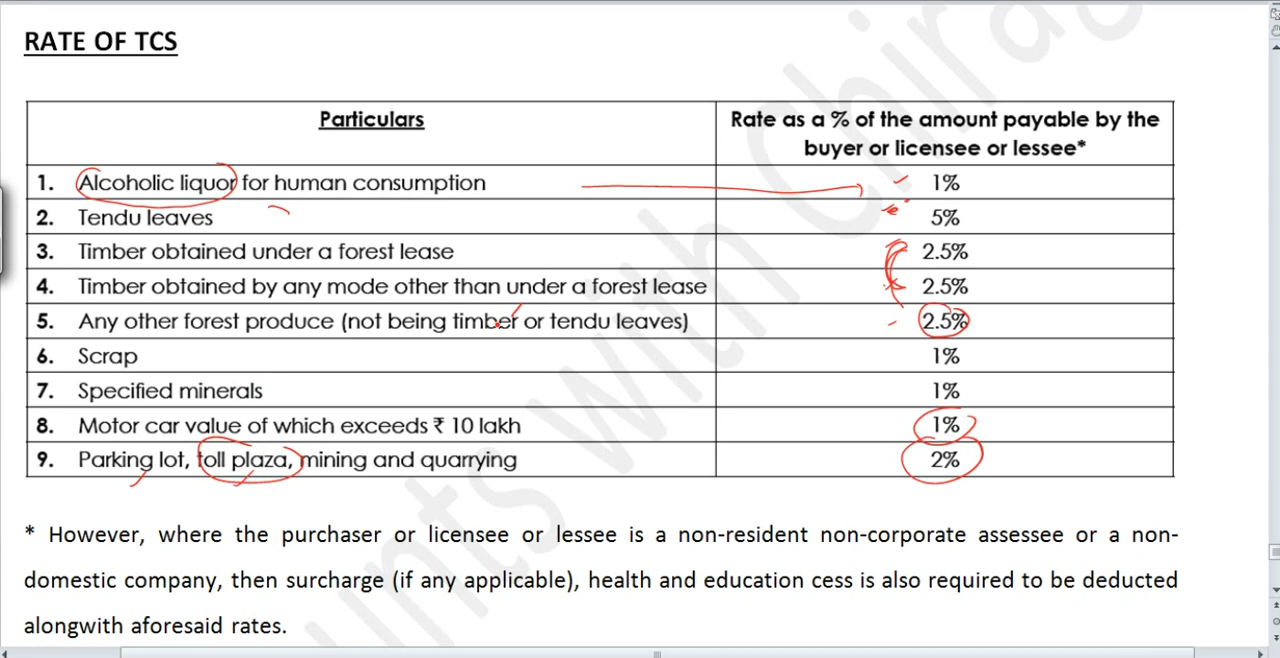 RATE OF TCS
Particulars
Rate as a % of the amount payable by the
buyer or licensee or lessee*
1. Alcoholic liquor for human consumption 1%
2. Tendu leaves 5%
3. Timber obtained under a forest lease 2.5%
4. Timber obtained by any mode other than under a forest lease 2.5%
5. Any other forest produce (not being timber or tendu leaves) 2.5%
6. Scrap 1%
7. Specified minerals 1%
8. Motor car value of which exceeds ₹ 10 lakh 1%
9. Parking lot, toll plaza, mining and quarrying 2%
* However, where the purchaser or licensee or lessee is a non-resident non-corporate assessee or a non-
domestic company, then surcharge (if any applicable), health and education cess is also required to be deducted
alongwith aforesaid rates.